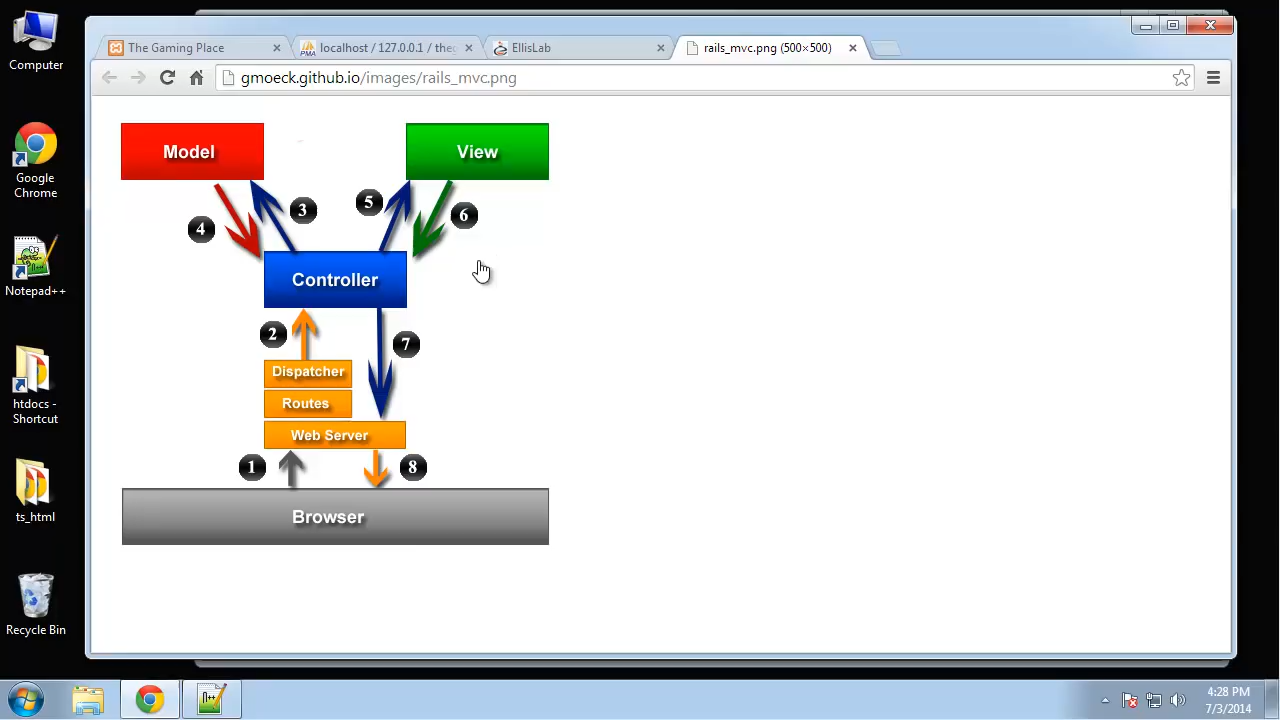 Computer
Google Chrome
Notepad++
htdocs - Shortcut
ts_html
Recycle Bin
The Gaming Place
PMA
localhost / 127.0.0.1 / theg
EllisLab
rails_mvc.png (500×500)
gmoeck.github.io/images/rails_mvc.png
Model
View
3
5
4
6
Controller
2
7
Dispatcher
Routes
Web Server
1
8
Browser
4:28 PM
7/3/2014